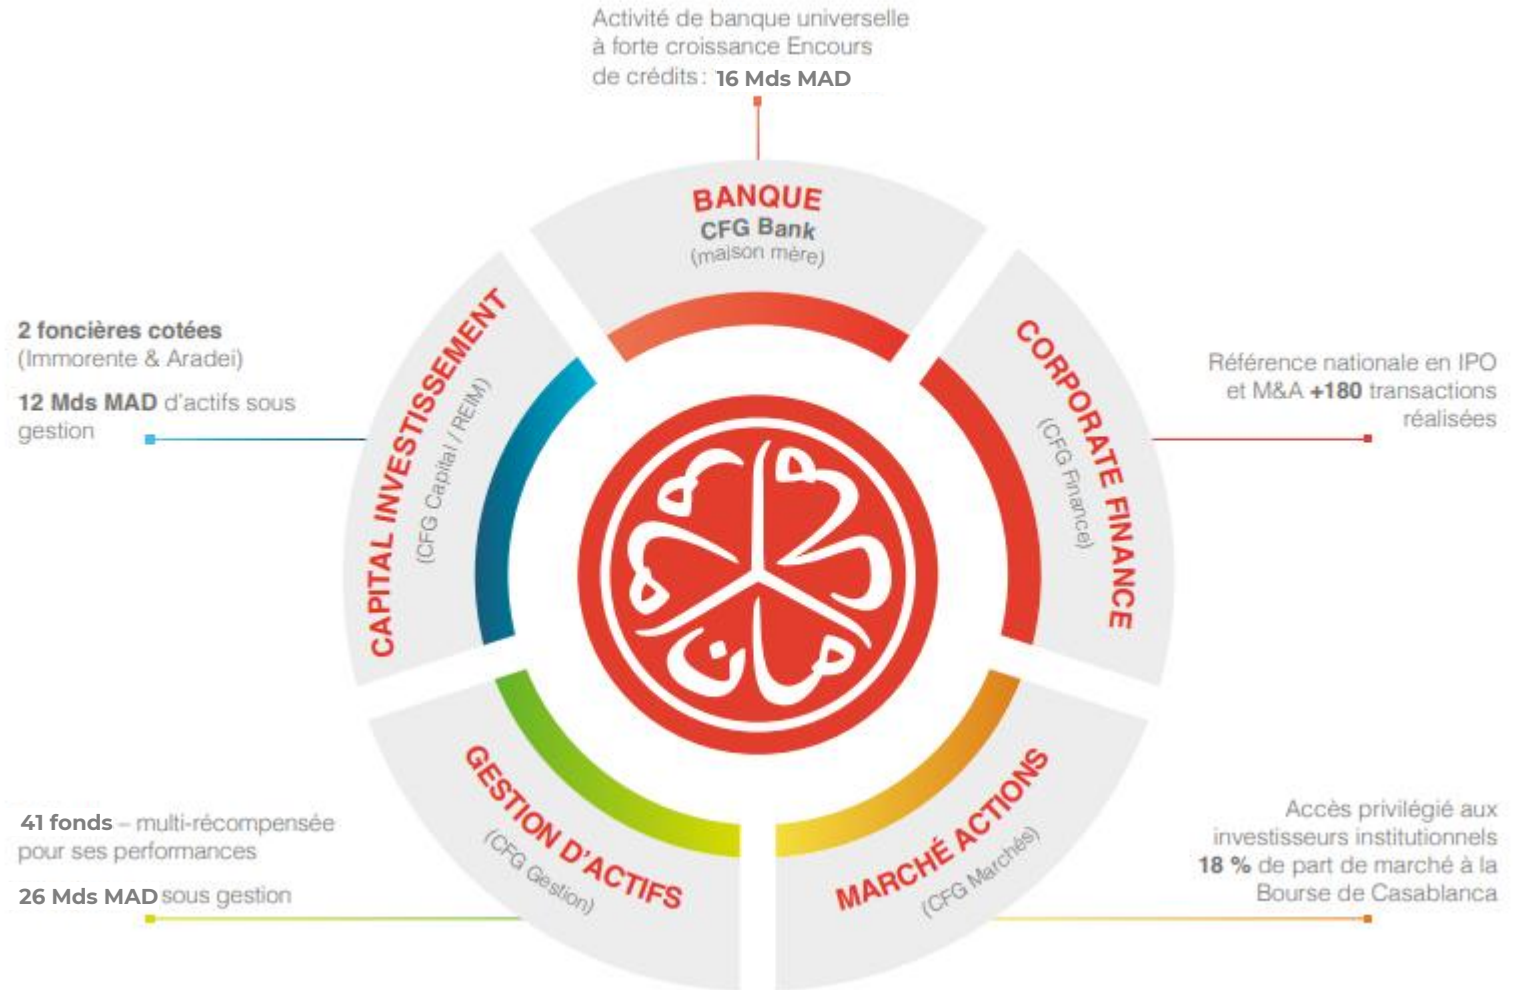 Activité de banque universelle
à forte croissance Encours
de crédits : 16 Mds MAD
BANQUE
CFG Bank
(maison mère)
2 foncières cotées
(Immorente & Aradei)
12 Mds MAD d'actifs sous
gestion
CAPITAL INVESTISSEMENT
(CFG Capital / REIM)
CORPORATE FINANCE
(CFG Finance)
Référence nationale en IPO
et M&A +180 transactions
réalisées
41 fonds – multi-récompensée
pour ses performances
26 Mds MAD sous gestion
GESTION D'ACTIFS
(CFG Gestion)
MARCHÉ ACTIONS
(CFG Marchés)
Accès privilégié aux
investisseurs institutionnels
18 % de part de marché à la
Bourse de Casablanca